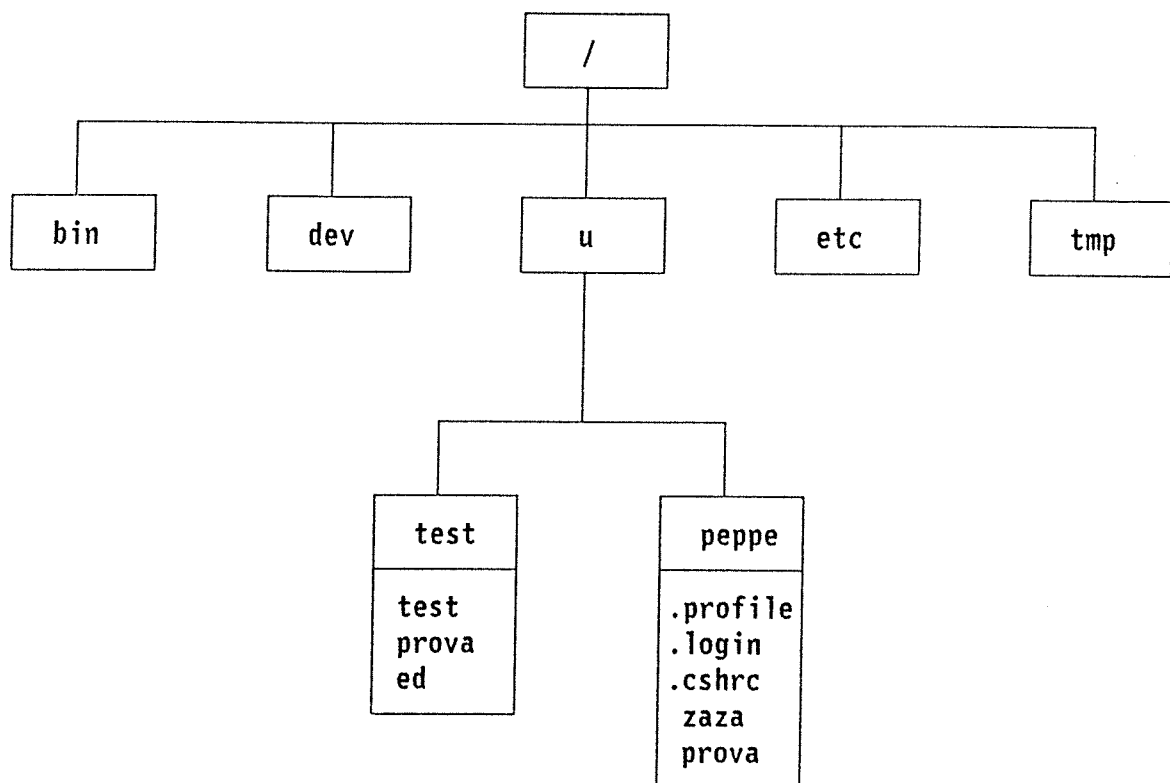 /
bin
dev
u
etc
tmp
test
test
prova
ed
peppe
.profile
.login
.cshrc
zaza
prova